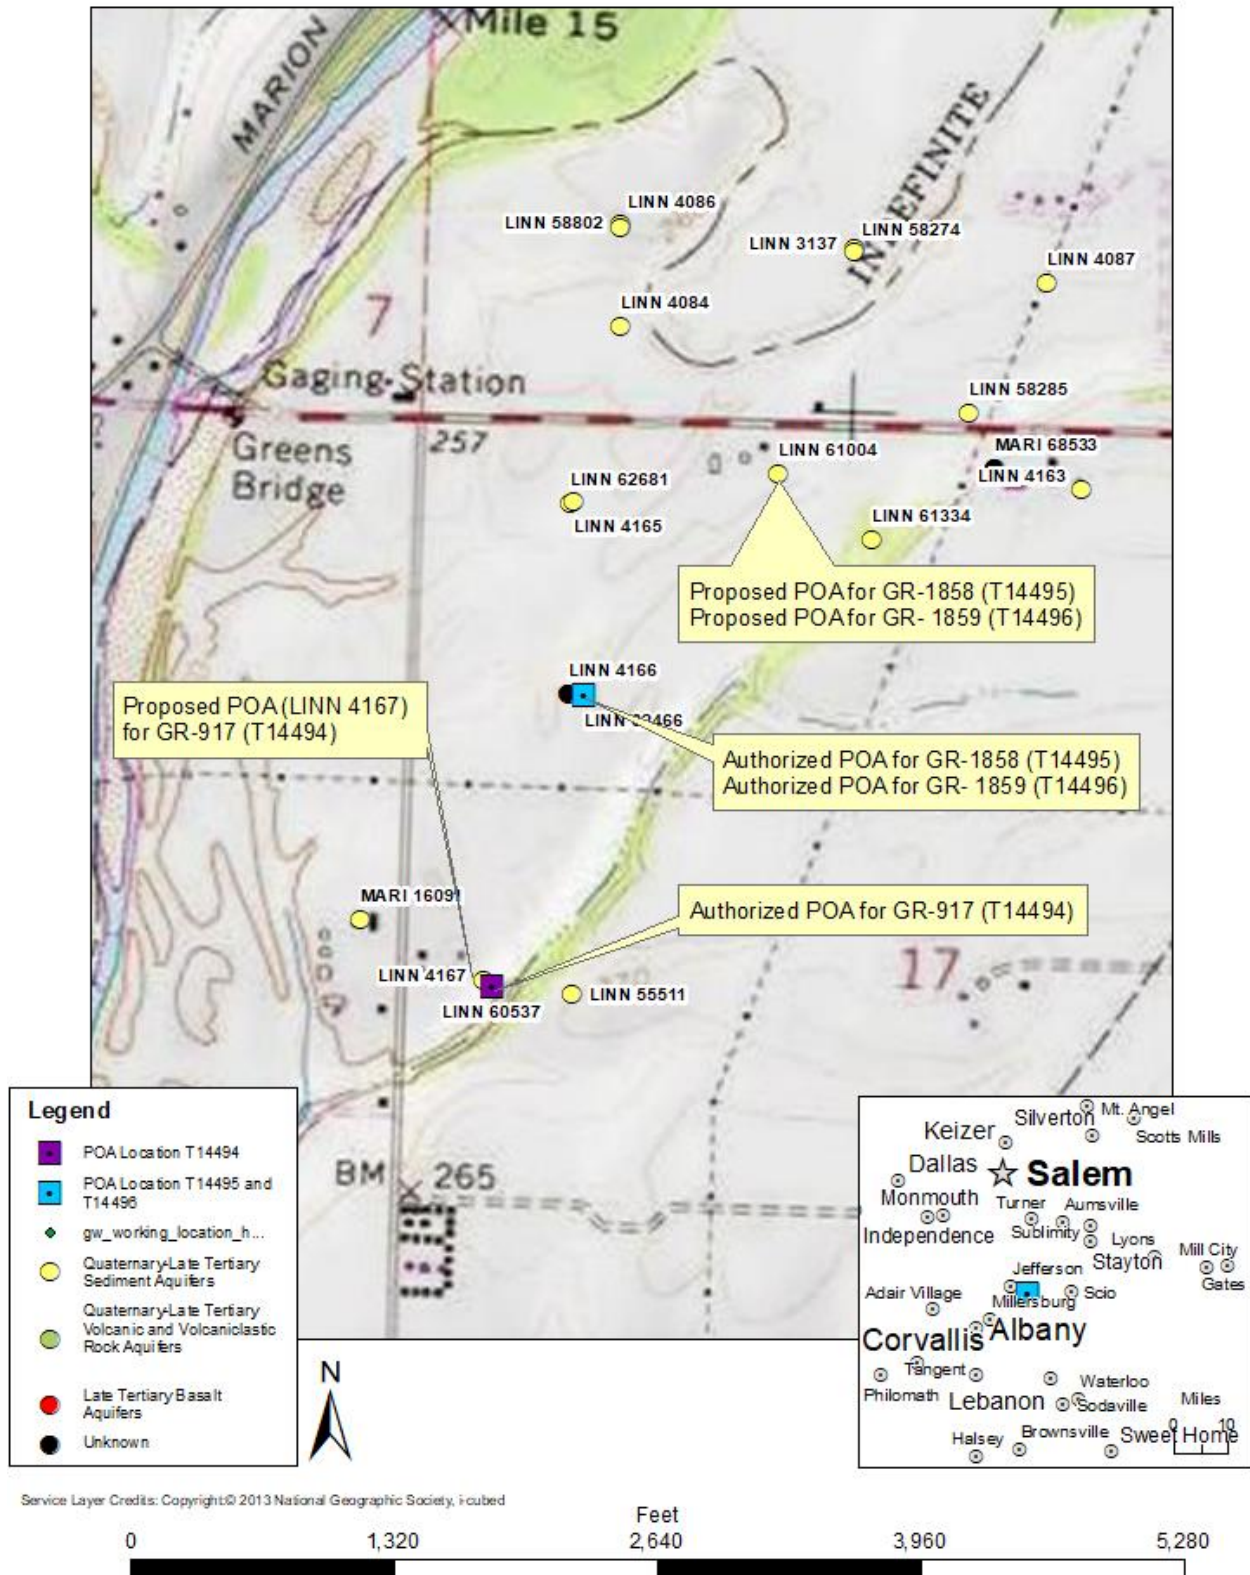 Mile 15
MARION
INDEFINITE
LINN 4086
LINN 58802
LINN 58274
LINN 3137
LINN 4087
LINN 4084
7
Gaging Station
LINN 58285
257
Greens
Bridge
LINN 61004
MARI 68533
LINN 4163
LINN 62681
LINN 4165
LINN 61334
Proposed POA for GR-1858 (T14495)
Proposed POA for GR- 1859 (T14496)
LINN 4166
Proposed POA (LINN 4167)
for GR-917 (T14494)
Authorized POA for GR-1858 (T14495)
Authorized POA for GR- 1859 (T14496)
MARI 16091
Authorized POA for GR-917 (T14494)
17
LINN 4167
LINN 55511
LINN 60537
BM 265
Legend
POA Location T14494
POA Location T14495 and
T14496
gw_working_location_h...
Quaternary-Late Tertiary
Sediment Aquifers
Quaternary-Late Tertiary
Volcanic and Volcaniclastic
Rock Aquifers
Late Tertiary Basalt
Aquifers
Unknown
N
Silverton
Mt. Angel
Keizer
Scotts Mills
Dallas
Salem
Monmouth
Turner
Aumsville
Independence
Sublimity
Lyons
Stayton
Mill City
Jefferson
Gates
Adair Village
Millersburg
Scio
Corvallis
Albany
Tangent
Philomath
Lebanon
Waterloo
Sodaville
Miles
0 10
Halsey
Brownsville
Sweet Home
Service Layer Credits: Copyright:© 2013 National Geographic Society, i-cubed
Feet
0 1,320 2,640 3,960 5,280